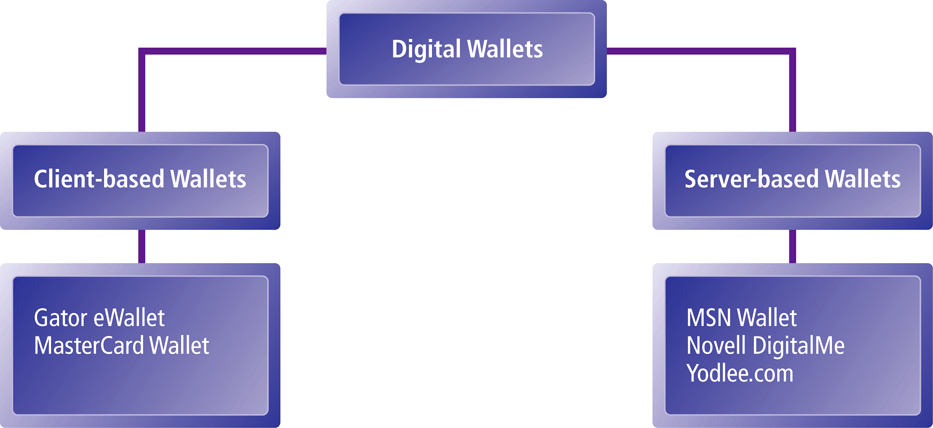 Digital Wallets
Client-based Wallets
Server-based Wallets
Gator eWallet
MasterCard Wallet
MSN Wallet
Novell DigitalMe
Yodlee.com